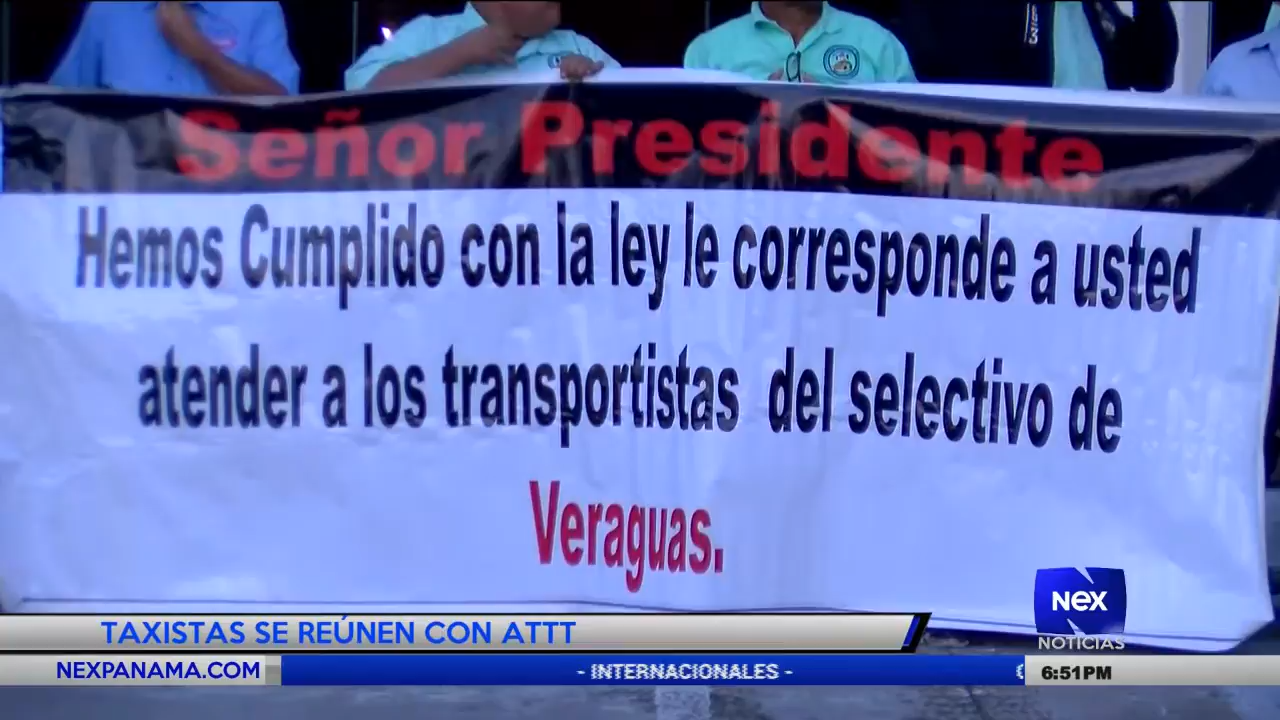 Señor Presidente
Hemos Cumplido con la ley le corresponde a usted
atender a los transportistas del selectivo de
Veraguas.
TAXISTAS SE REÚNEN CON ATTT
NEX
NOTICIAS
NEXPANAMA.COM
- INTERNACIONALES -
6:51PM